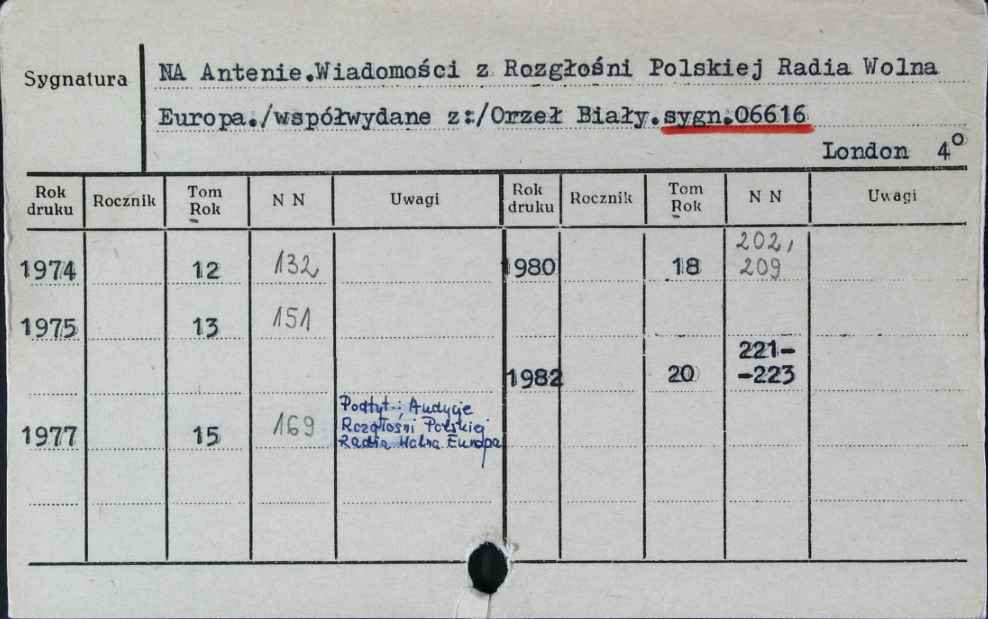 Sygnatura
NA Antenie.Wiadomości z Rozgłośni Polskiej Radia Wolna
Europa./współwydane z:/Orzeł Biały.sygn.06616
London 4°
Rok druku Rocznik Tom Rok N N Uwagi Rok druku Rocznik Tom Rok N N Uwagi
1974 12 132 1980 18 202, 209
1975 13 151
1982 20 221-
-223
1977 15 169 Podtyt.: Audycje
Rozgłośni Polskiej
Radia Wolna Europa